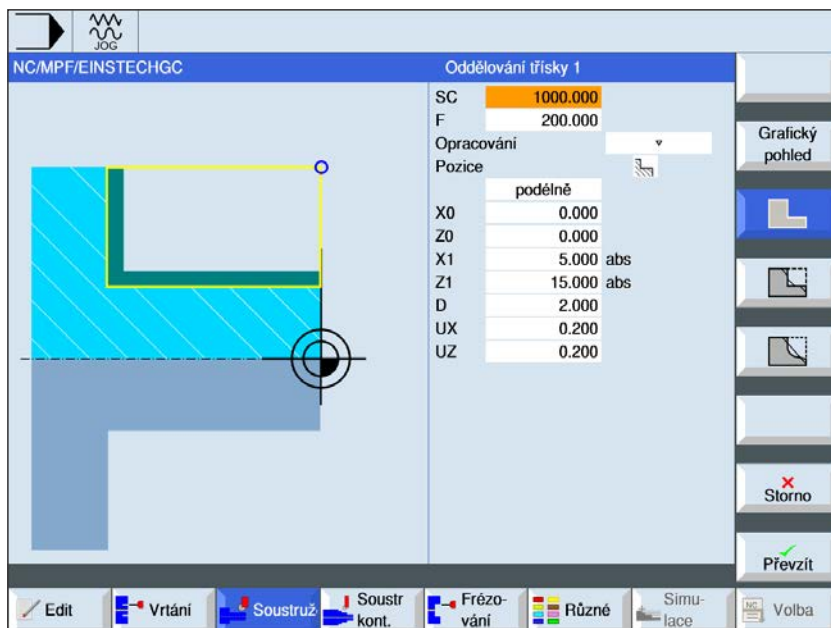 JOG
NC/MPF/EINSTECHGC
Oddělování třísky 1
SC 1000.000
F 200.000
Opracování
Pozice
podélně
X0 0.000
Z0 0.000
X1 5.000 abs
Z1 15.000 abs
D 2.000
UX 0.200
UZ 0.200
Grafický
pohled
Storno
Převzít
Edit
Vrtání
Soustruž
Soustr
kont.
Frézo-
vání
Různé
Simu-
lace
NC
Volba